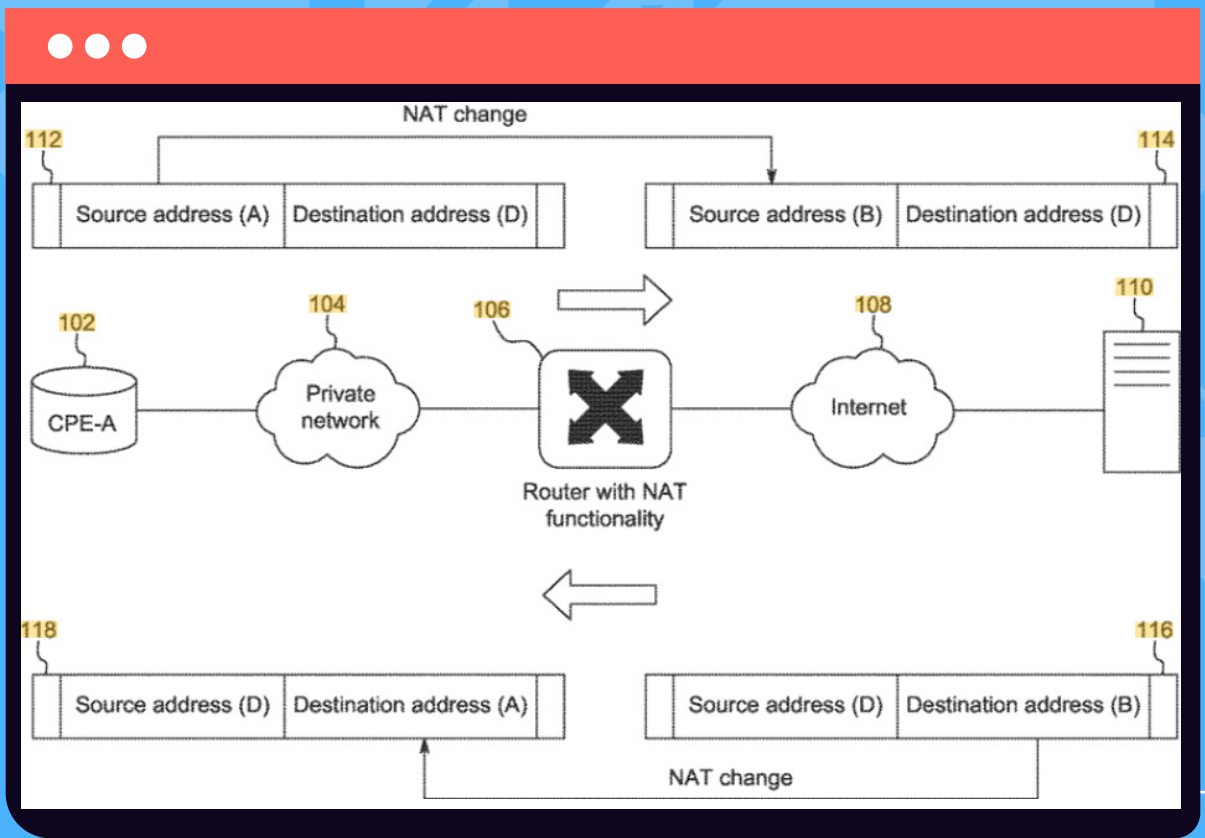 NAT change
112
114
Source address (A)
Destination address (D)
Source address (B)
Destination address (D)
102
104
106
108
110
CPE-A
Private
network
Internet
Router with NAT
functionality
118
116
Source address (D)
Destination address (A)
Source address (D)
Destination address (B)
NAT change